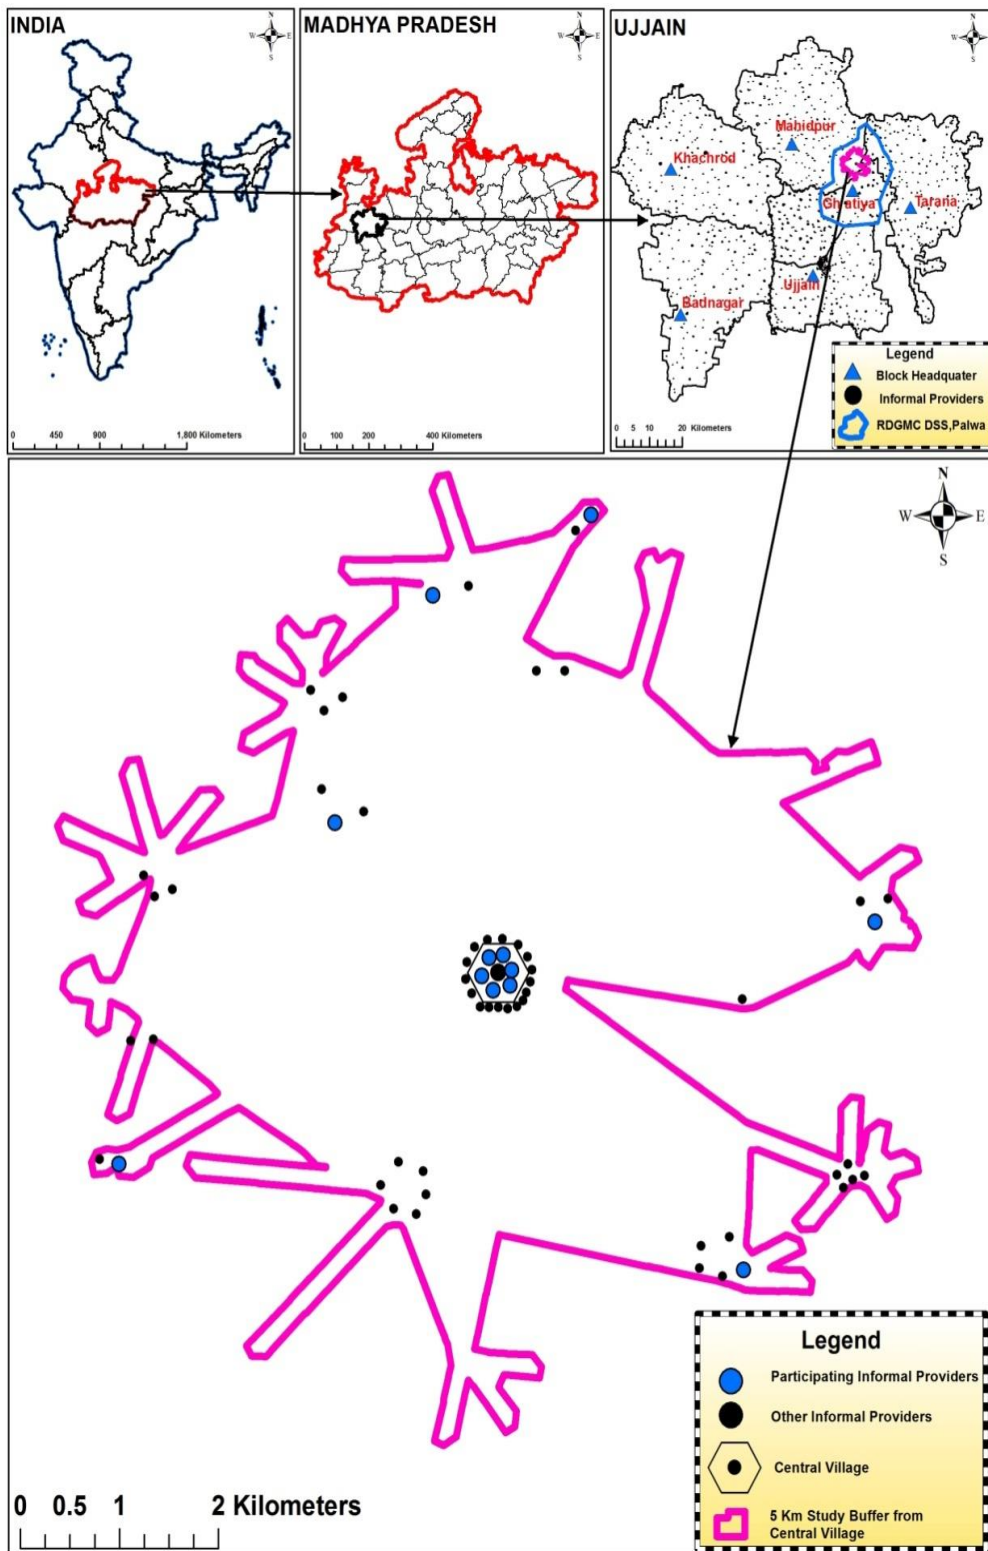 INDIA
N
W E
S
0 450 900 1,800 Kilometers
MADHYA PRADESH
N
W E
S
0 100 200 400 Kilometers
UJJAIN
N
W E
S
Mahidpur
Khachrod
Ghatiya
Tarana
Ujjain
Badnagar
Legend
Block Headquater
Informal Providers
RDGMC DSS,Palwa
0 5 10 20 Kilometers
N
W E
S
Legend
Participating Informal Providers
Other Informal Providers
Central Village
5 Km Study Buffer from
Central Village
0 0.5 1 2 Kilometers